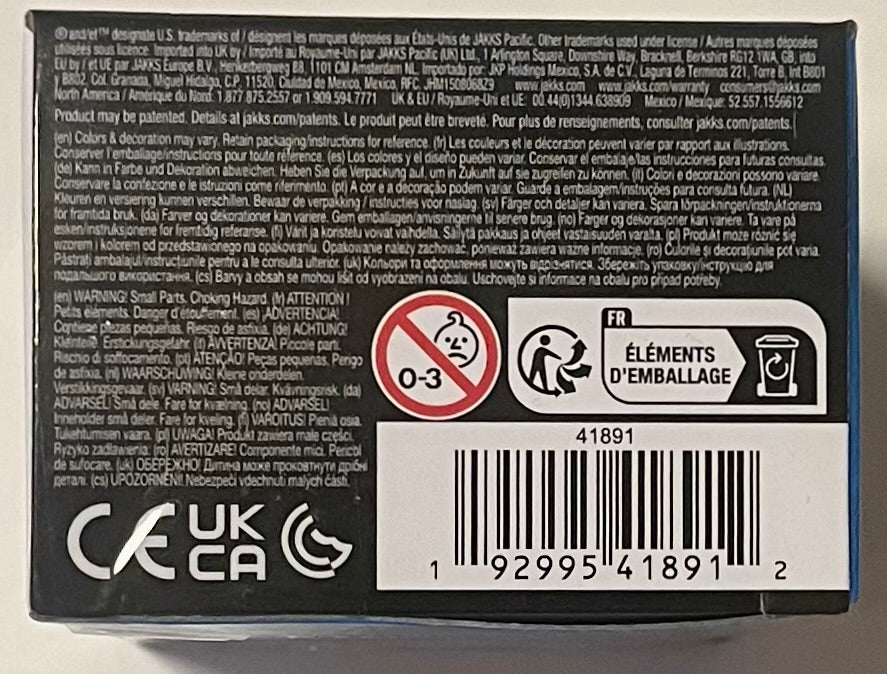 ® and/et™ designate U.S. trademarks of / désignent les marques déposées aux États-Unis de JAKKS Pacific. Other trademarks used under license / Autres marques déposées
utilisées sous licence. Imported into UK by / Importé au Royaume-Uni par JAKKS Pacific (UK) Ltd., 1 Arlington Square, Downshire Way, Bracknell, Berkshire RG12 1WA, GB, into
EU by / et UE par JAKKS Europe B.V., Herikerbergweg 88, 1101 CM Amsterdam NL. Importado por: JKP Holdings Mexico, S.A. de C.V., Laguna de Terminos 221, Torre B, Int B801
y B802, Col. Granada, Miguel Hidalgo, C.P. 11520, Ciudad de Mexico, Mexico, RFC. JHM150806829 www.jakks.com www.jakks.com/warranty consumers@jakks.com
North America / Amérique du Nord: 1.877.875.2557 or 1.909.594.7771 UK & EU / Royaume-Uni et UE: 00.44(0)1344.638909 Mexico / Mexique: 52.557.1556612
Product may be patented. Details at jakks.com/patents. Le produit peut être breveté. Pour plus de renseignements, consulter jakks.com/patents.
(en) Colors & decoration may vary. Retain packaging/instructions for reference. (fr) Les couleurs et le décoration peuvent varier par rapport aux illustrations.
Conserver l'emballage/instructions pour toute référence. (es) Los colores y el diseño pueden variar. Conservar el embalaje/las instrucciones para futuras consultas.
(de) Kann in Farbe und Dekoration abweichen. Heben Sie die Verpackung auf, um in Zukunft auf sie zugreifen zu können. (it) Colori e decorazioni possono variare.
Conservare la confezione e le istruzioni come riferimento. (pt) A cor e a decoração podem variar. Guarde a embalagem/instruções para consulta futura. (NL)
Kleuren en versiering kunnen verschillen. Bewaar de verpakking / instructies voor naslag. (sv) Färger och detaljer kan variera. Spara förpackningen/instruktionerna
för framtida bruk. (da) Farver og dekorationer kan variere. Gem emballagen/anvisningerne til senere brug. (no) Farger og dekorasjoner kan variere. Ta vare på
esken/instruksjonene for fremtidig referanse. (fi) Värit ja koristelu voivat vaihdella. Säilytä pakkaus ja ohjeet vastaisuuden varalta. (pl) Produkt może różnić się
wzorem i kolorem od przedstawionego na opakowaniu. Opakowanie należy zachować, ponieważ zawiera ważne informacje. (ro) Culorile și decorațiunile pot varia.
Păstrați ambalajul/instrucțiunile pentru a le consulta ulterior. (uk) Кольори та оформлення можуть відрізнятися. Збережіть упаковку/інструкцію для
подальшого використання. (cs) Barvy a obsah se mohou lišit od vyobrazení na obalu. Uschovejte si informace na obalu pro případ potřeby.
(en) WARNING! Small Parts. Choking Hazard. (fr) ATTENTION !
Petits éléments. Danger d'étouffement. (es) ¡ADVERTENCIA!
Contiene piezas pequeñas. Riesgo de asfixia. (de) ACHTUNG!
Kleinteile. Erstickungsgefahr. (it) AVVERTENZA! Piccole parti.
Rischio di soffocamento. (pt) ATENÇÃO! Peças pequenas. Perigo
de asfixia. (nl) WAARSCHUWING! Kleine onderdelen.
Verstikkingsgevaar. (sv) VARNING! Små delar. Kvävningsrisk. (da)
ADVARSEL! Små dele. Fare for kvælning. (no) ADVARSEL!
Inneholder små deler. Fare for kveling. (fi) VAROITUS! Pieniä osia.
Tukehtumisen vaara. (pl) UWAGA! Produkt zawiera małe części.
Ryzyko zadławienia. (ro) AVERTIZARE! Componente mici. Pericol
de sufocare. (uk) ОБЕРЕЖНО! Дитина може проковтнути дрібні
деталі. (cs) UPOZORNĚNÍ! Nebezpečí vdechnutí malých částí.
0-3
FR
ÉLÉMENTS
D'EMBALLAGE
CE UK
CA
41891
1 92995 41891 2